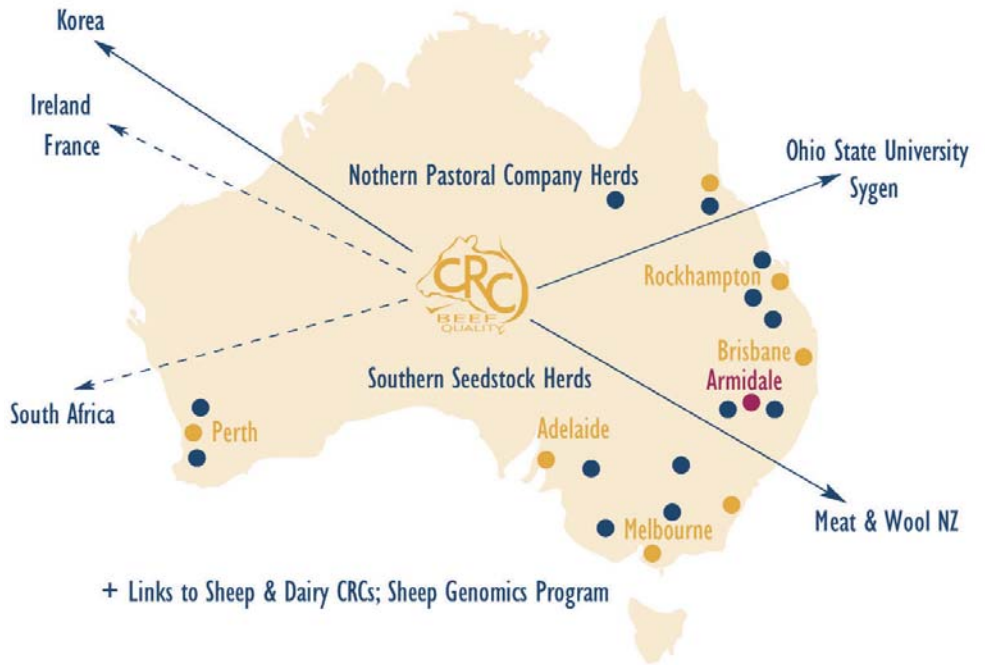 Korea
Ireland
France
Ohio State University
Sygen
Nothern Pastoral Company Herds
CRC
BEEF
QUALITY
Rockhampton
Brisbane
Armidale
Southern Seedstock Herds
South Africa
Perth
Adelaide
Melbourne
Meat & Wool NZ
+ Links to Sheep & Dairy CRCs; Sheep Genomics Program